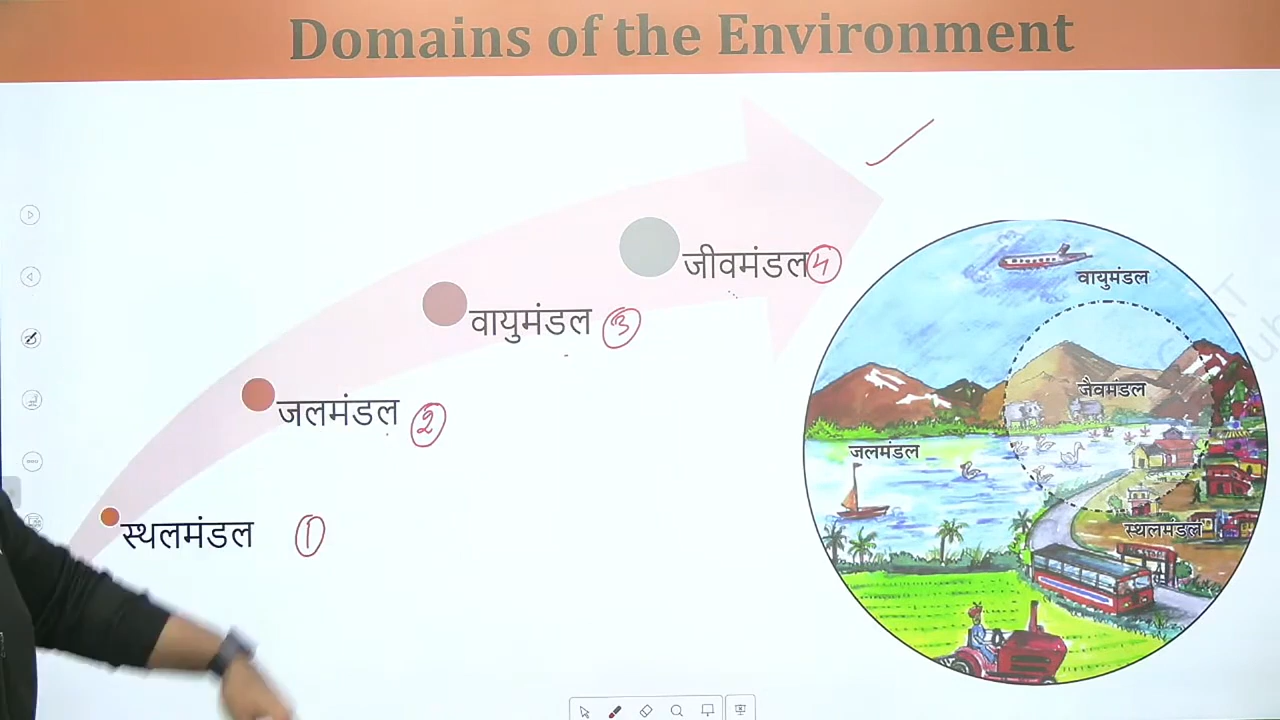 Domains of the Environment
जीवमंडल 4
वायुमंडल 3
जलमंडल 2
स्थलमंडल 1
वायुमंडल
जैवमंडल
जलमंडल
स्थलमंडल